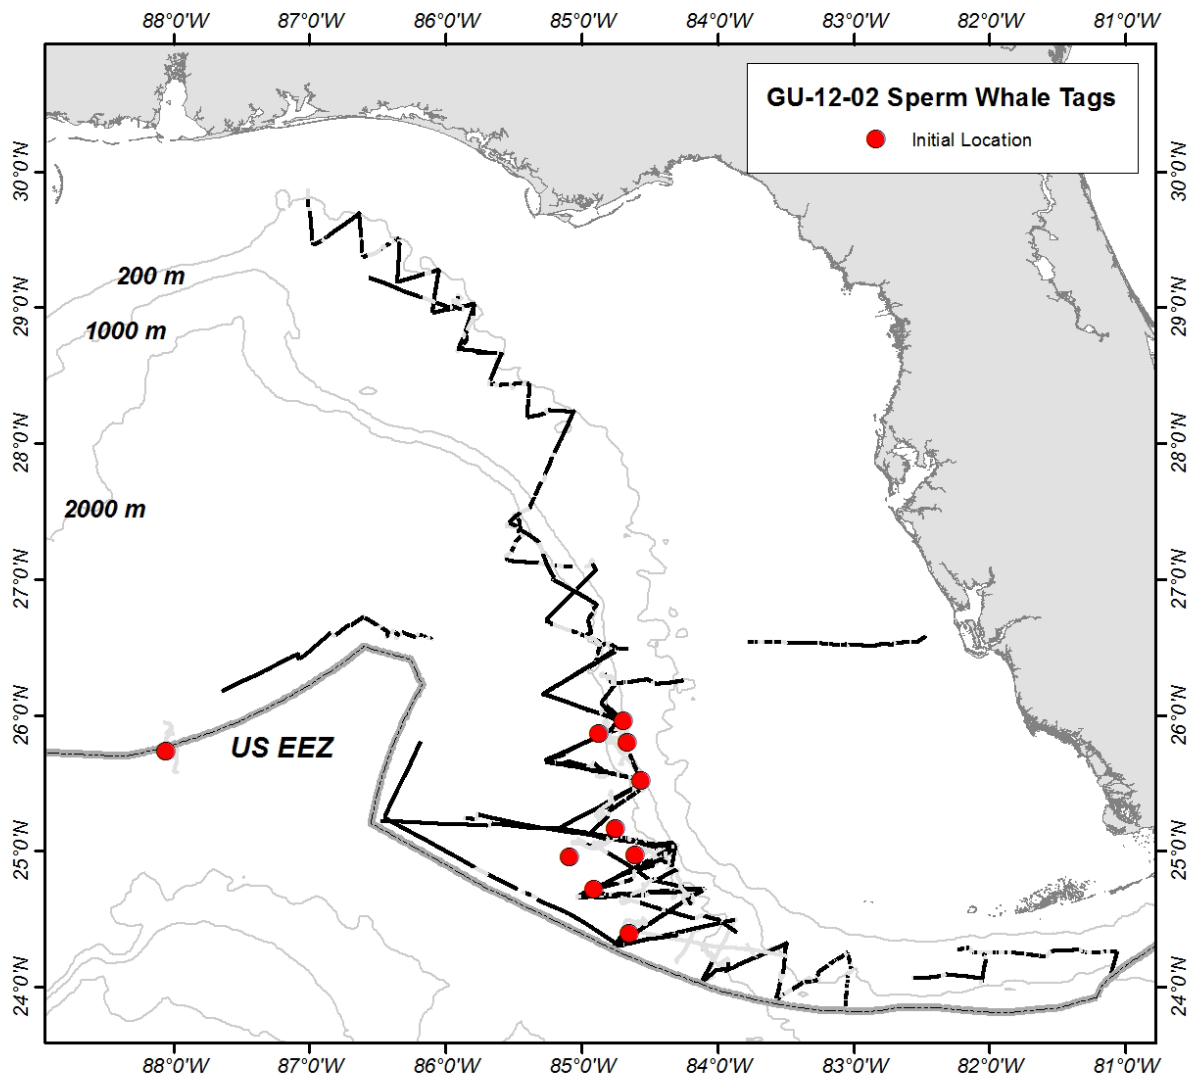 88°0'W 87°0'W 86°0'W 85°0'W 84°0'W 83°0'W 82°0'W 81°0'W
GU-12-02 Sperm Whale Tags
Initial Location
30°0'N
30°0'N
200 m
29°0'N
29°0'N
1000 m
28°0'N
28°0'N
2000 m
27°0'N
27°0'N
26°0'N
26°0'N
US EEZ
25°0'N
25°0'N
24°0'N
24°0'N
88°0'W 87°0'W 86°0'W 85°0'W 84°0'W 83°0'W 82°0'W 81°0'W